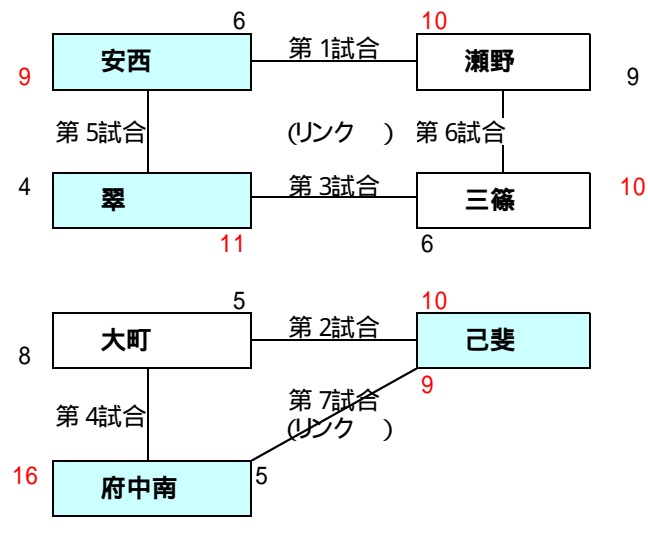 6 10
安西 第 1試合 瀬野
9 9
第 5試合 (リンク ) 第 6試合
4 翠 第 3試合 三篠 10
11 6
5 10
大町 第 2試合 己斐
8 9
第 4試合 第 7試合
(リンク )
16 府中南 5